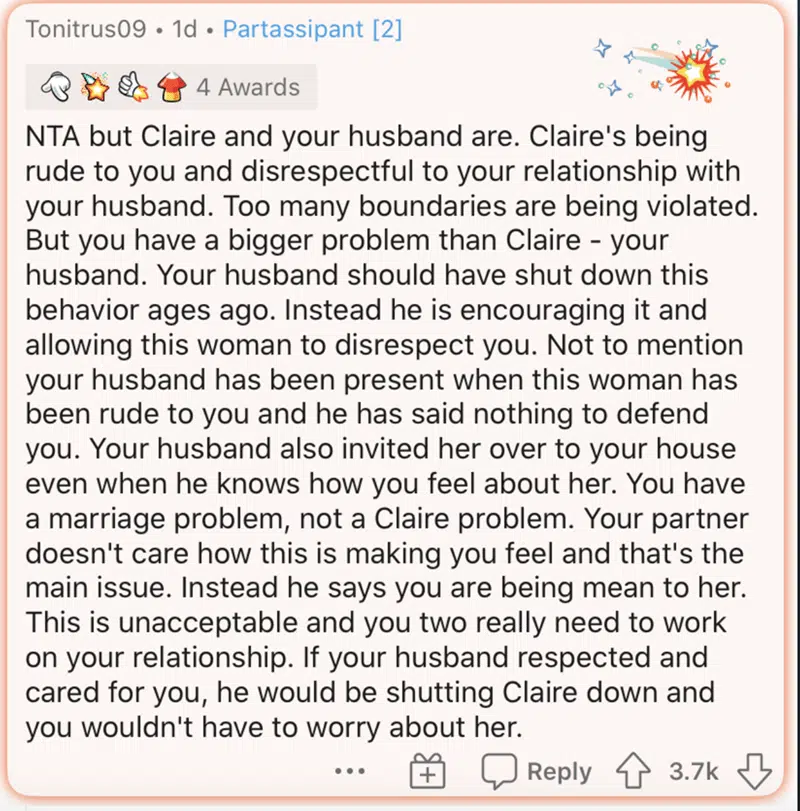 Tonitrus09 • 1d • Partassipant [2]
4 Awards
NTA but Claire and your husband are. Claire's being
rude to you and disrespectful to your relationship with
your husband. Too many boundaries are being violated.
But you have a bigger problem than Claire - your
husband. Your husband should have shut down this
behavior ages ago. Instead he is encouraging it and
allowing this woman to disrespect you. Not to mention
your husband has been present when this woman has
been rude to you and he has said nothing to defend
you. Your husband also invited her over to your house
even when he knows how you feel about her. You have
a marriage problem, not a Claire problem. Your partner
doesn't care how this is making you feel and that's the
main issue. Instead he says you are being mean to her.
This is unacceptable and you two really need to work
on your relationship. If your husband respected and
cared for you, he would be shutting Claire down and
you wouldn't have to worry about her.
Reply 3.7k